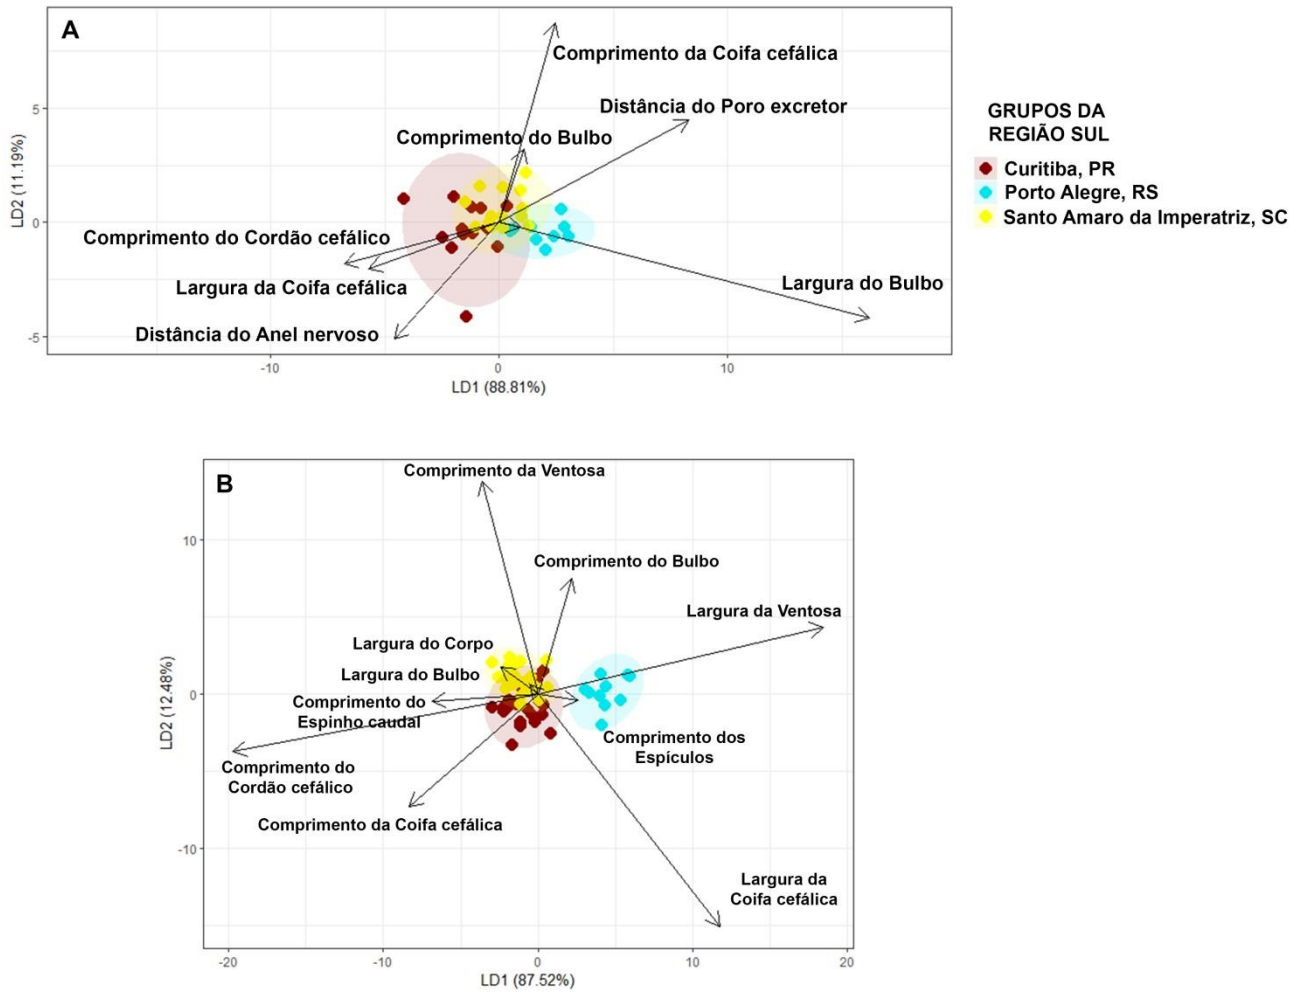 A
Comprimento da Coifa cefálica
Distância do Poro excretor
Comprimento do Bulbo
Comprimento do Cordão cefálico
Largura da Coifa cefálica
Distância do Anel nervoso
Largura do Bulbo
5
0
-5
LD2 (11.19%)
-10
0
10
LD1 (88.81%)
GRUPOS DA
REGIÃO SUL
Curitiba, PR
Porto Alegre, RS
Santo Amaro da Imperatriz, SC
B
Comprimento da Ventosa
Comprimento do Bulbo
Largura da Ventosa
Largura do Corpo
Largura do Bulbo
Comprimento do
Espinho caudal
Comprimento dos
Espículos
Comprimento do
Cordão cefálico
Comprimento da Coifa cefálica
Largura da
Coifa cefálica
10
0
-10
LD2 (12.48%)
-20
-10
0
10
20
LD1 (87.52%)